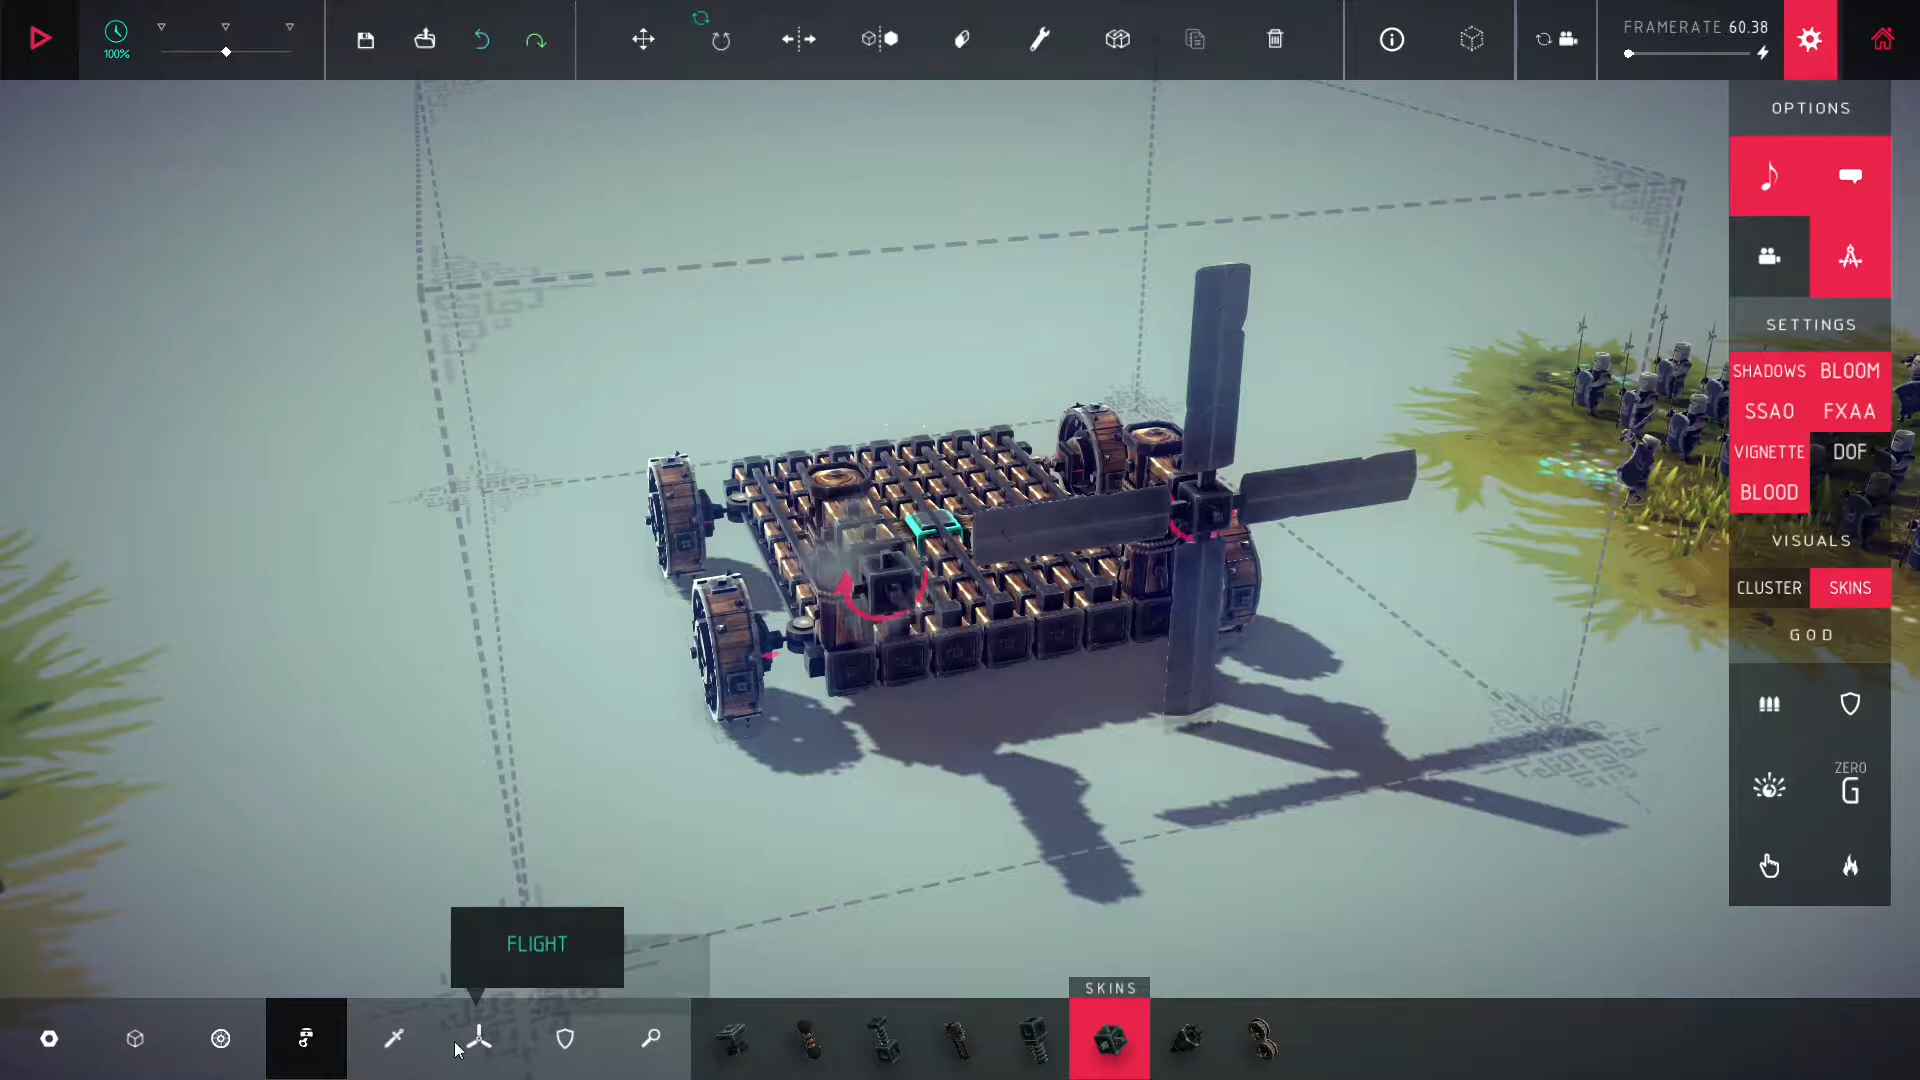 100%
FRAMERATE 60.38
OPTIONS
SETTINGS
SHADOWS BLOOM
SSAO FXAA
VIGNETTE DOF
BLOOD
VISUALS
CLUSTER SKINS
GOD
ZERO
G
FLIGHT
SKINS